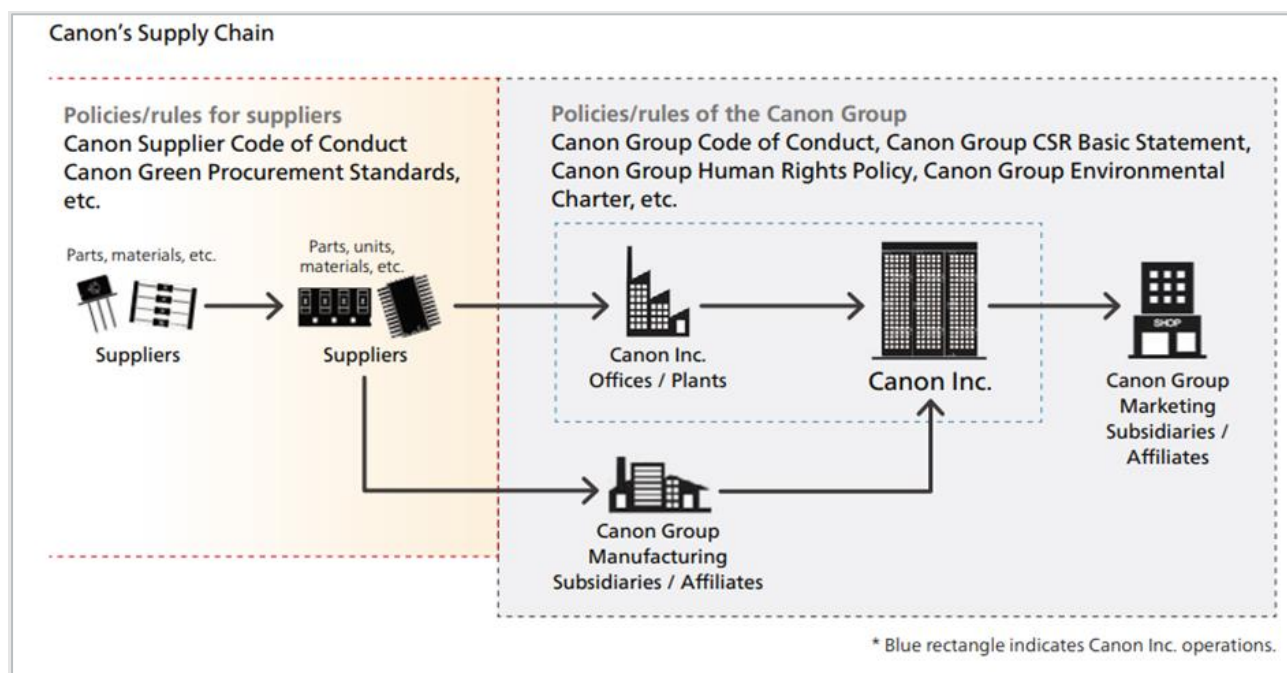 Canon's Supply Chain
Policies/rules for suppliers
Canon Supplier Code of Conduct
Canon Green Procurement Standards,
etc.
Policies/rules of the Canon Group
Canon Group Code of Conduct, Canon Group CSR Basic Statement,
Canon Group Human Rights Policy, Canon Group Environmental
Charter, etc.
Parts, materials, etc.
Suppliers
Parts, units,
materials, etc.
Suppliers
Canon Inc.
Offices / Plants
Canon Inc.
SHOP
Canon Group
Marketing
Subsidiaries /
Affiliates
Canon Group
Manufacturing
Subsidiaries / Affiliates
* Blue rectangle indicates Canon Inc. operations.